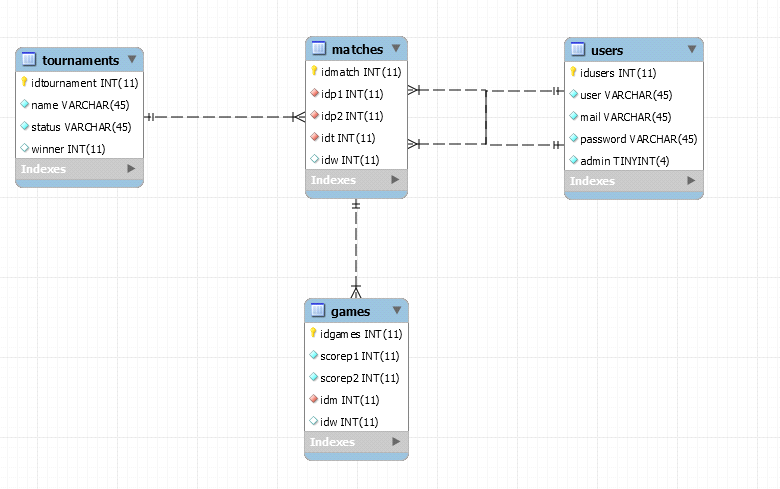 tournaments
idtournament INT(11)
name VARCHAR(45)
status VARCHAR(45)
winner INT(11)
Indexes
matches
idmatch INT(11)
idp1 INT(11)
idp2 INT(11)
idt INT(11)
idw INT(11)
Indexes
users
idusers INT(11)
user VARCHAR(45)
mail VARCHAR(45)
password VARCHAR(45)
admin TINYINT(4)
Indexes
games
idgames INT(11)
scorep1 INT(11)
scorep2 INT(11)
idm INT(11)
idw INT(11)
Indexes